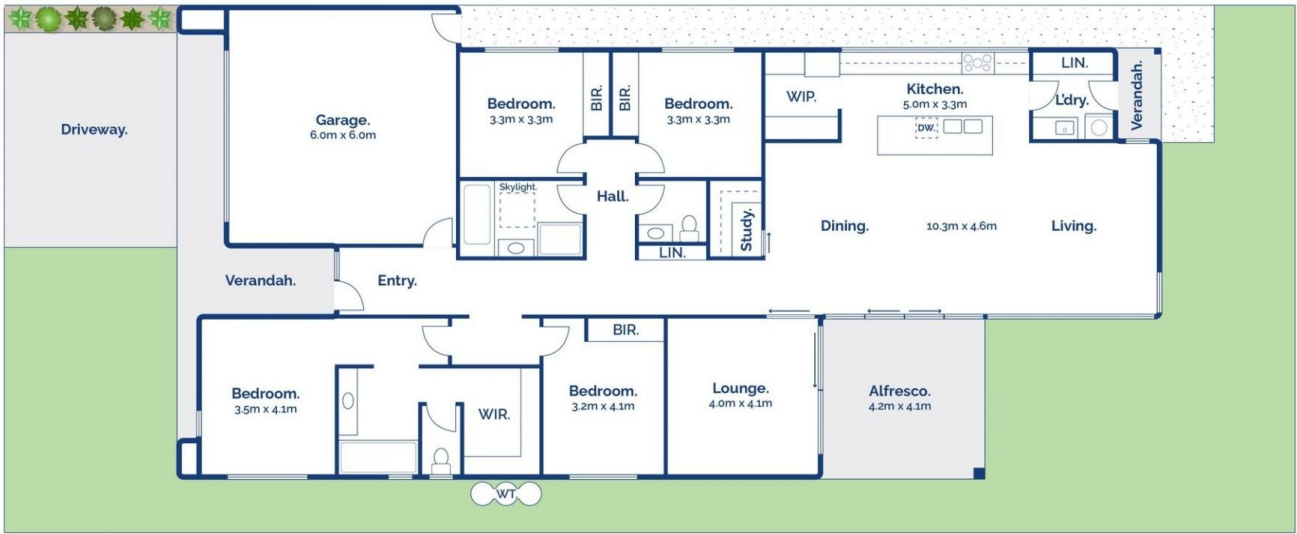 Driveway.
Garage.
6.0m x 6.0m
Bedroom.
3.3m x 3.3m
BIR.
BIR.
Bedroom.
3.3m x 3.3m
WIP.
Kitchen.
5.0m x 3.3m
DW.
LIN.
L'dry.
Verandah.
Skylight.
Hall.
LIN.
Study.
Dining.
10.3m x 4.6m
Living.
Verandah.
Entry.
Bedroom.
3.5m x 4.1m
WIR.
BIR.
Bedroom.
3.2m x 4.1m
Lounge.
4.0m x 4.1m
Alfresco.
4.2m x 4.1m
WT.